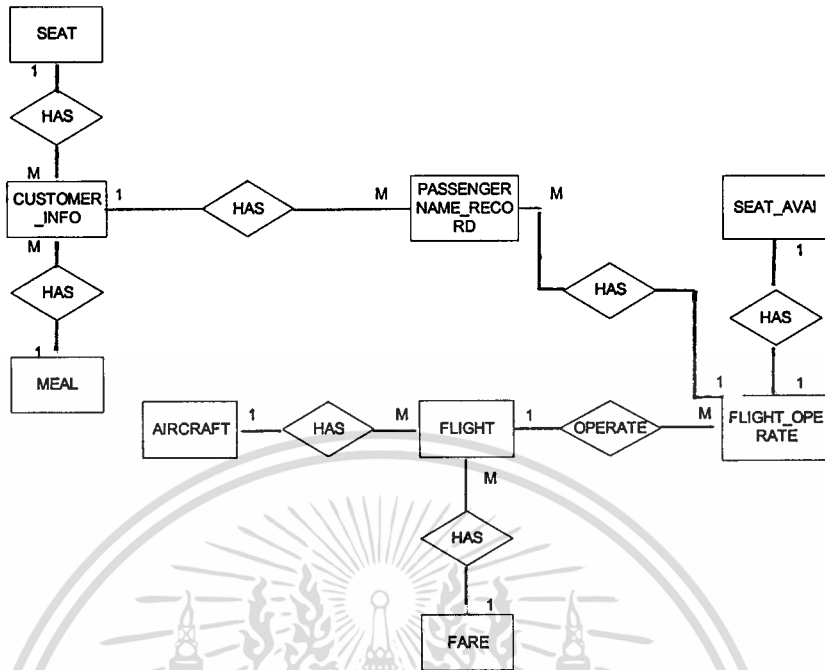 SEAT
1
HAS
M
CUSTOMER
_INFO
1
HAS
M
PASSENGER
NAME_RECO
RD
M
SEAT_AVAI
1
HAS
1
HAS
1
M
HAS
1
MEAL
AIRCRAFT
1
HAS
M
FLIGHT
1
OPERATE
M
FLIGHT_OPE
RATE
M
HAS
1
FARE